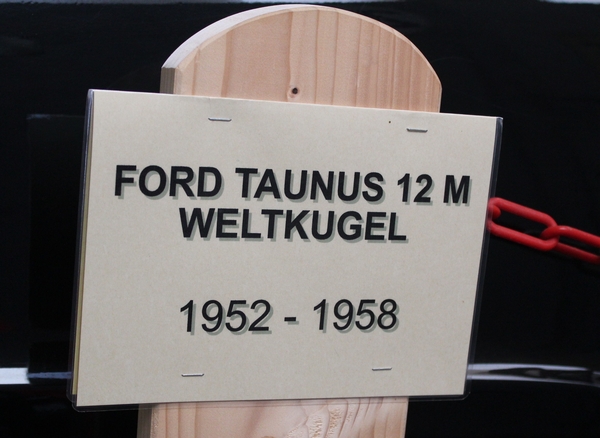 FORD TAUNUS 12 M
WELTKUGEL
1952 - 1958